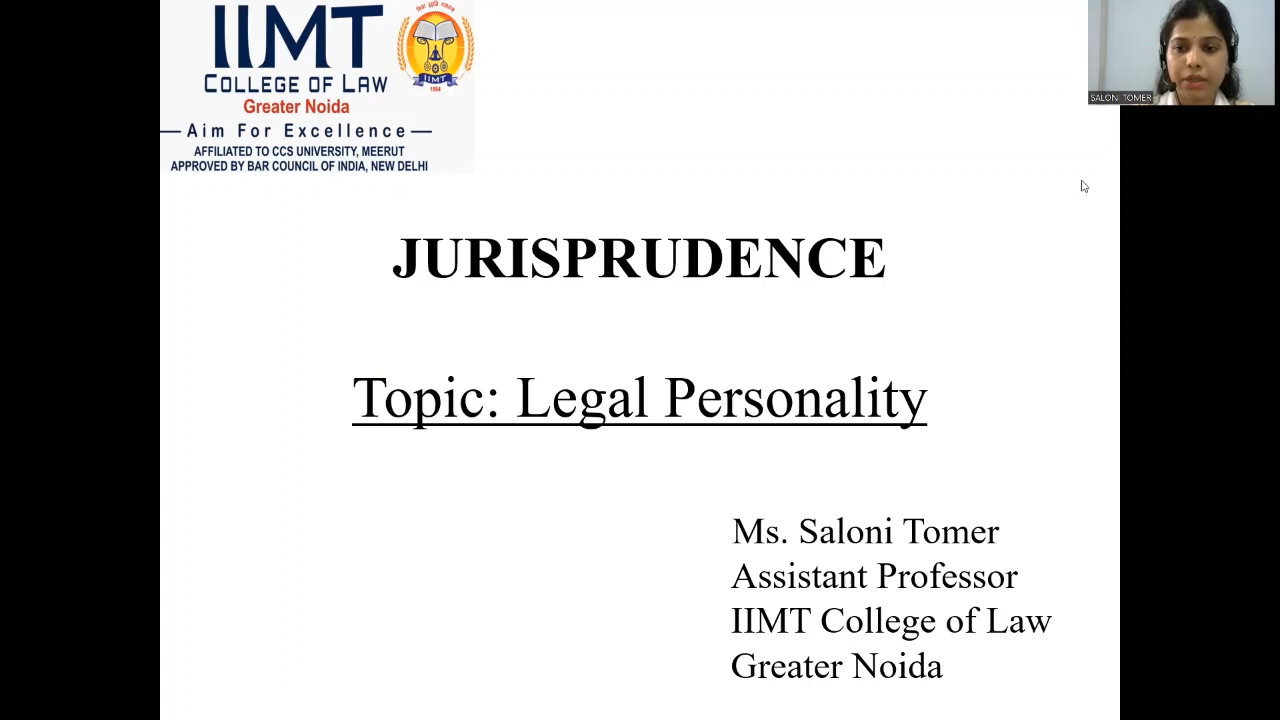 IIMT
COLLEGE OF LAW
Greater Noida
—Aim For Excellence—
AFFILIATED TO CCS UNIVERSITY, MEERUT
APPROVED BY BAR COUNCIL OF INDIA, NEW DELHI
IIMT
1994
SALONI TOMER
JURISPRUDENCE
Topic: Legal Personality
Ms. Saloni Tomer
Assistant Professor
IIMT College of Law
Greater Noida